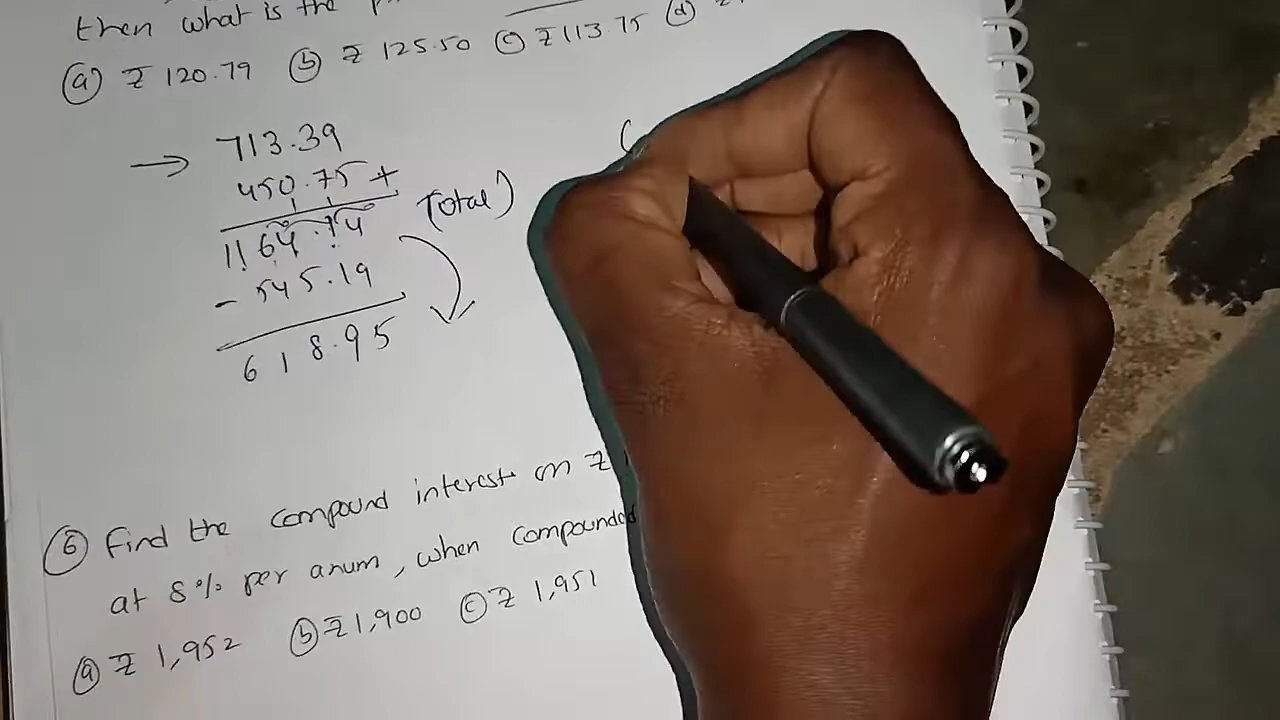 then what is the
(a) ₹ 120.79 (b) ₹ 125.50 (c) ₹ 113.75 (d)
→ 713.39
450.75 +
1164.14 (Total)
- 545.19
618.95
(6) Find the compound interest on ₹
at 8% per anum, when compounded
(a) ₹ 1,952 (b) ₹ 1,900 (c) ₹ 1,951